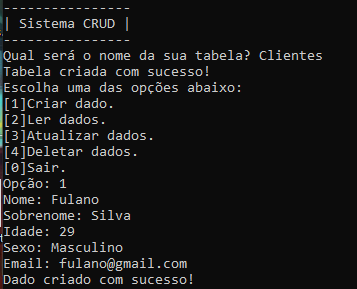 ----------------
| Sistema CRUD |
----------------
Qual será o nome da sua tabela? Clientes
Tabela criada com sucesso!
Escolha uma das opções abaixo:
[1]Criar dado.
[2]Ler dados.
[3]Atualizar dados.
[4]Deletar dados.
[0]Sair.
Opção: 1
Nome: Fulano
Sobrenome: Silva
Idade: 29
Sexo: Masculino
Email: fulano@gmail.com
Dado criado com sucesso!